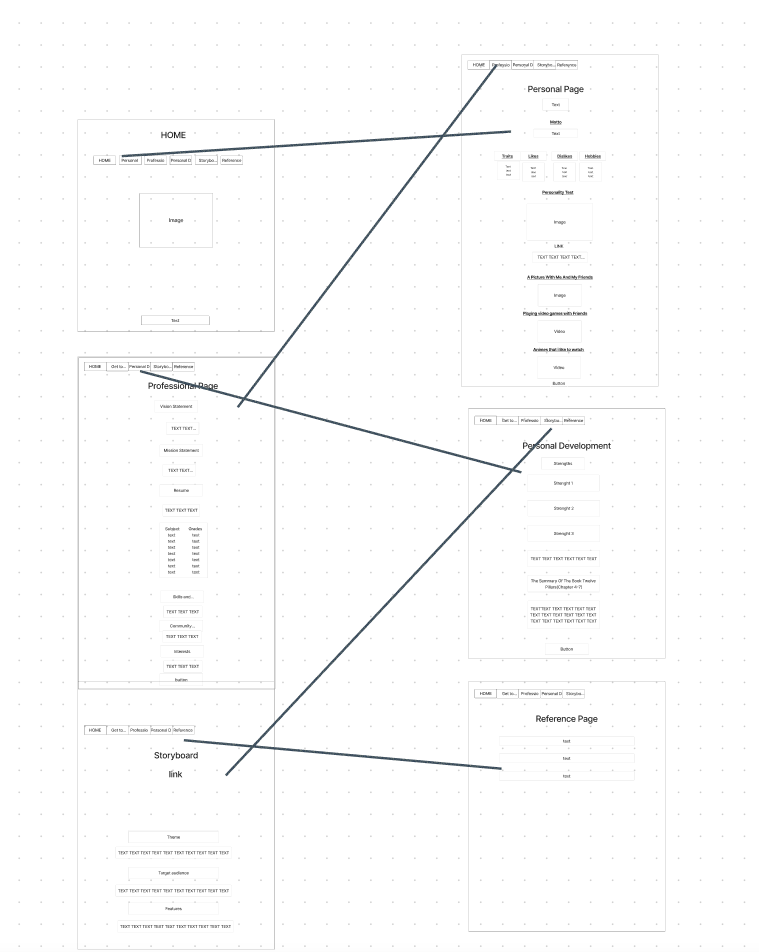 HOME
HOME Personal Professio Personal D Storybo... Reference
Image
Text
HOME Professio Personal D Storybo... Reference
Personal Page
Text
Motto
Text
Traits Likes Dislikes Hobbies
Text Text Text Text
text text text text
text text text text
Personality Test
Image
LINK
TEXT TEXT TEXT TEXT...
A Picture With Me And My Friends
Image
Playing video games with Friends
Video
Animes that I like to watch
Video
Button
HOME Get to... Personal D Storybo... Reference
Professional Page
Vision Statement
TEXT TEXT...
Mission Statement
TEXT TEXT...
Resume
TEXT TEXT TEXT
Subject Grades
text text
text text
text text
text text
text text
text text
text text
Skills and...
TEXT TEXT TEXT
Community...
TEXT TEXT TEXT
Interests
TEXT TEXT TEXT
button
HOME Get to... Professio Storybo... Reference
Personal Development
Strengths
Strenght 1
Strenght 2
Strenght 3
TEXT TEXT TEXT TEXT TEXT TEXT
The Summary Of The Book Twelve
Pillars(Chapter 4-7)
TEXTTEXT TEXT TEXT TEXT TEXT
TEXT TEXT TEXT TEXT TEXT TEXT
TEXT TEXT TEXT TEXT TEXT TEXT
Button
HOME Get to... Professio Personal D Reference
Storyboard
link
Theme
TEXT TEXT TEXT TEXT TEXT TEXT TEXT TEXT TEXT
Target audience
TEXT TEXT TEXT TEXT TEXT TEXT TEXT TEXT TEXT
Features
TEXT TEXT TEXT TEXT TEXT TEXT TEXT TEXT TEXT
HOME Get to... Professio Personal D Storybo...
Reference Page
text
text
text